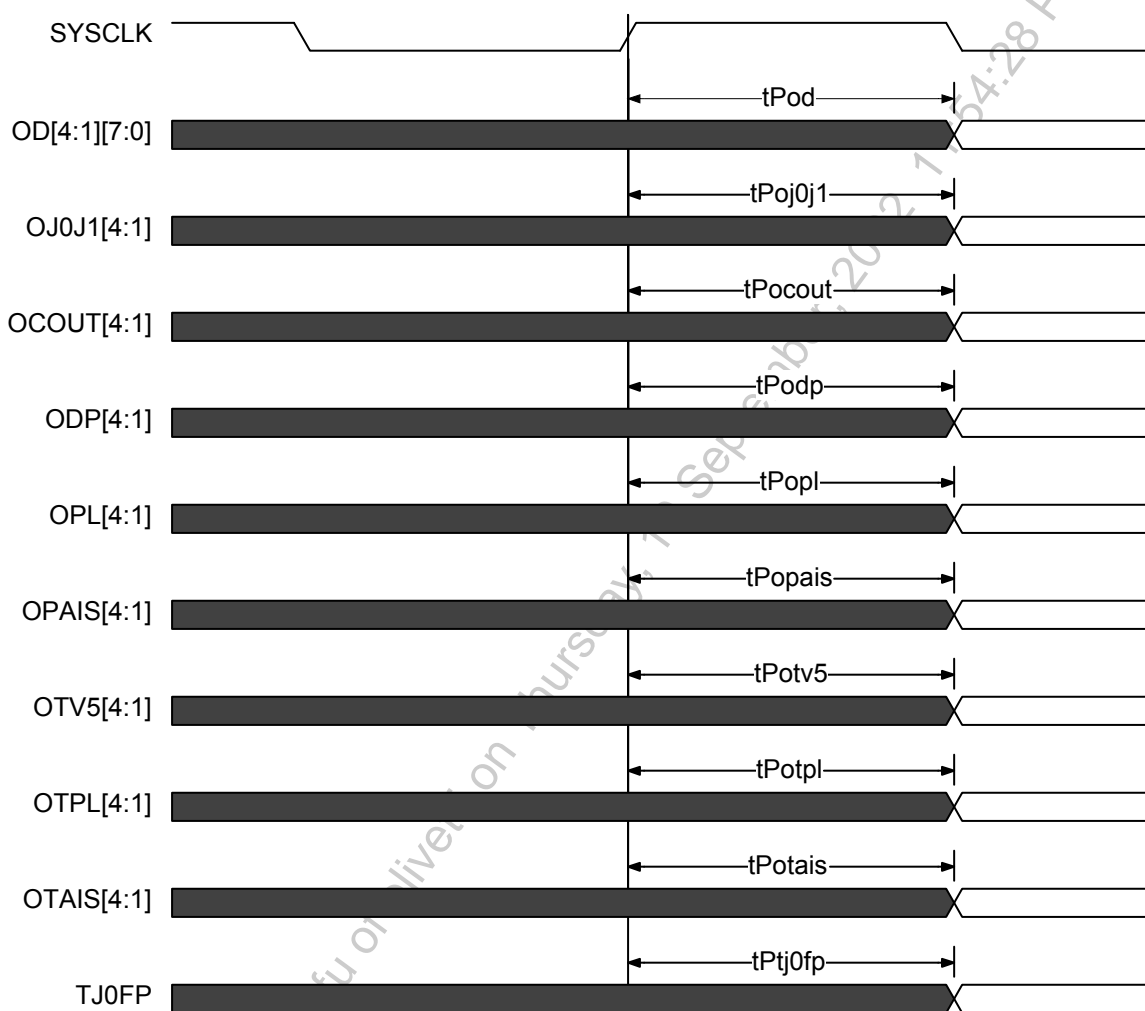 SYSCLK
tPod
OD[4:1][7:0]
tPoj0j1
OJ0J1[4:1]
tPocout
OCOUT[4:1]
tPodp
ODP[4:1]
tPopl
OPL[4:1]
tPopais
OPAIS[4:1]
tPotv5
OTV5[4:1]
tPotpl
OTPL[4:1]
tPotais
OTAIS[4:1]
tPtj0fp
TJ0FP